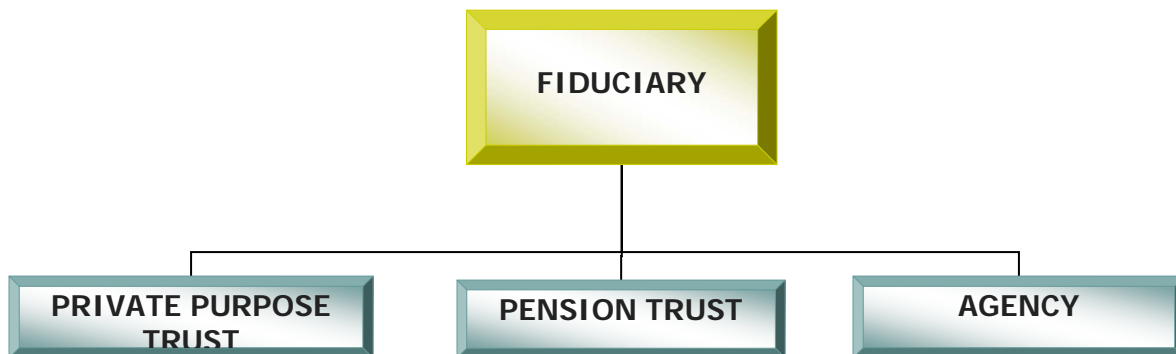 FIDUCIARY
PRIVATE PURPOSE
TRUST
PENSION TRUST
AGENCY